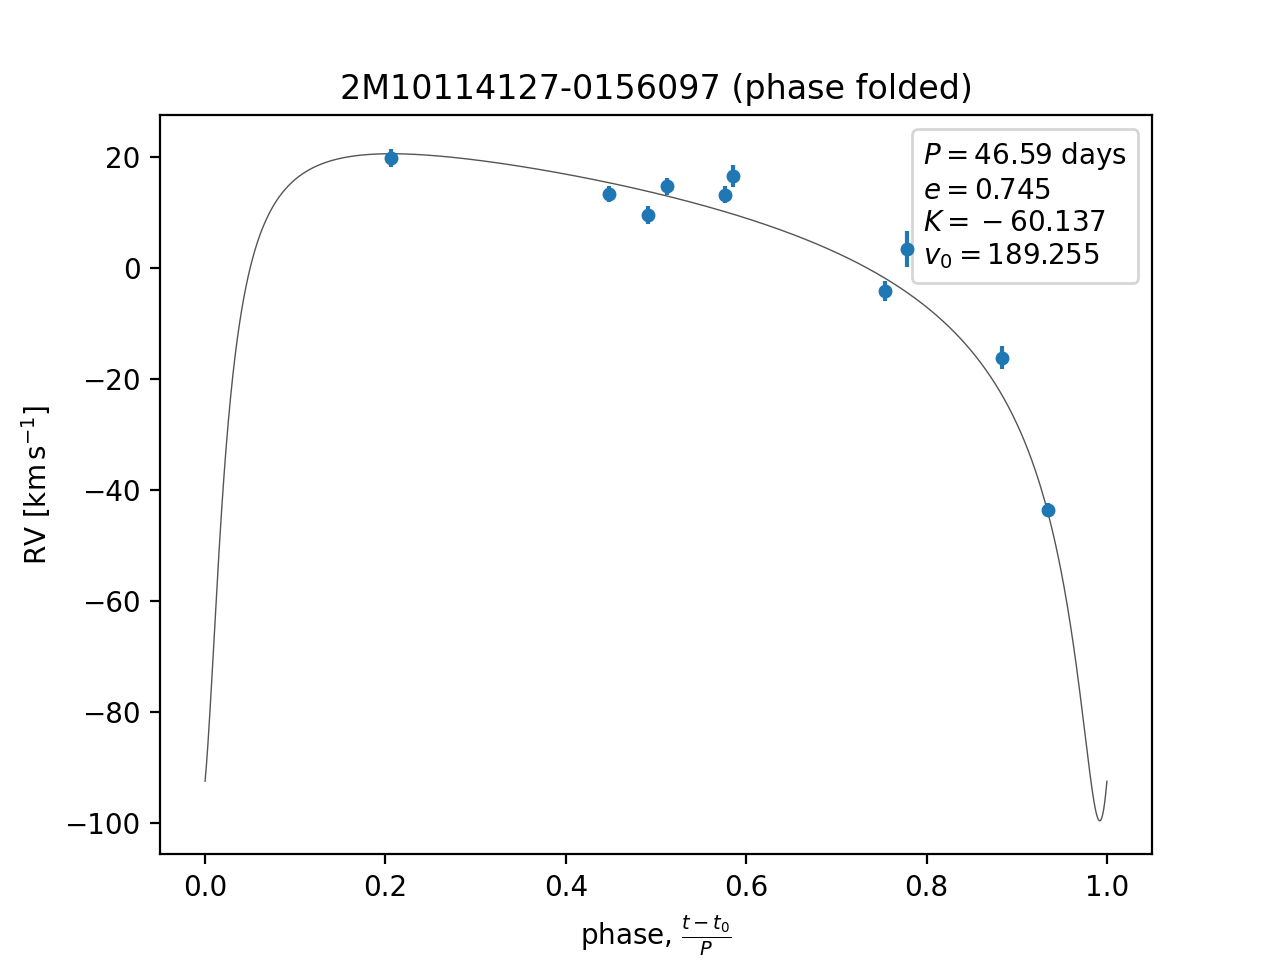 2M10114127-0156097 (phase folded)
P = 46.59 days
e = 0.745
K = −60.137
v₀ = 189.255
RV [km s⁻¹]
20
0
−20
−40
−60
−80
−100
0.0 0.2 0.4 0.6 0.8 1.0
phase, (t − t₀)/P